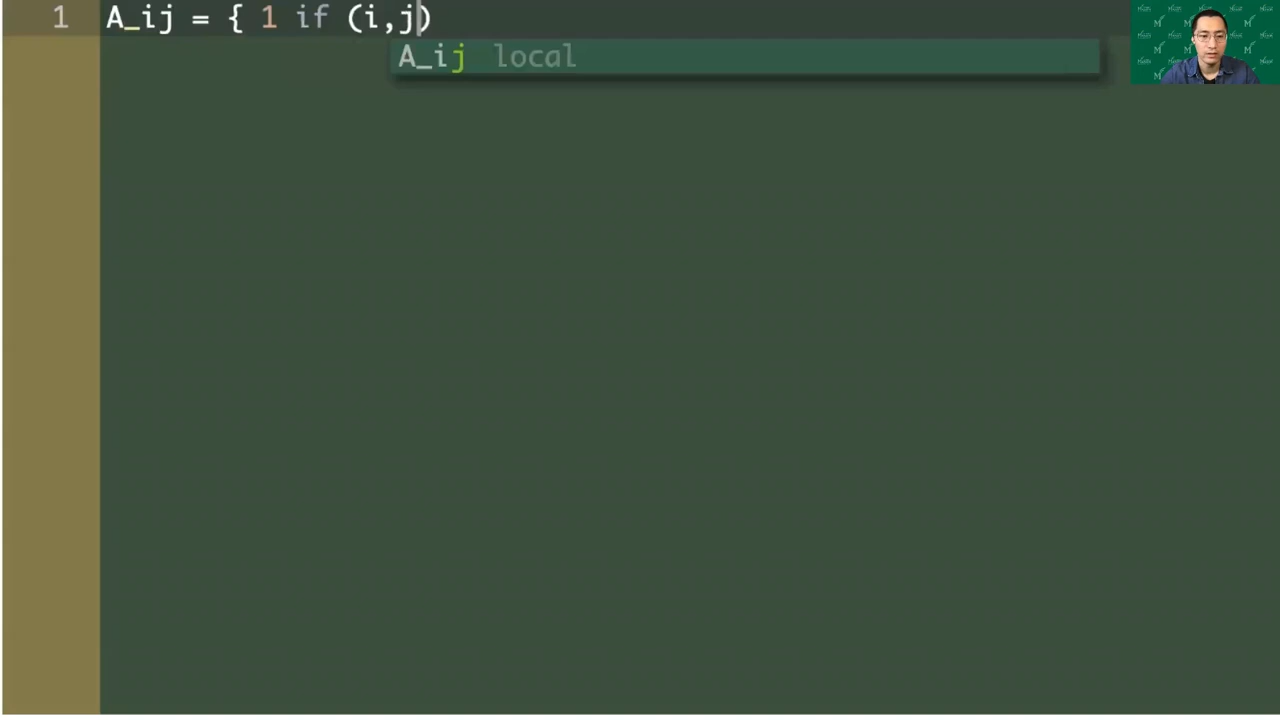 1 A_ij = { 1 if (i,j)
A_ij local